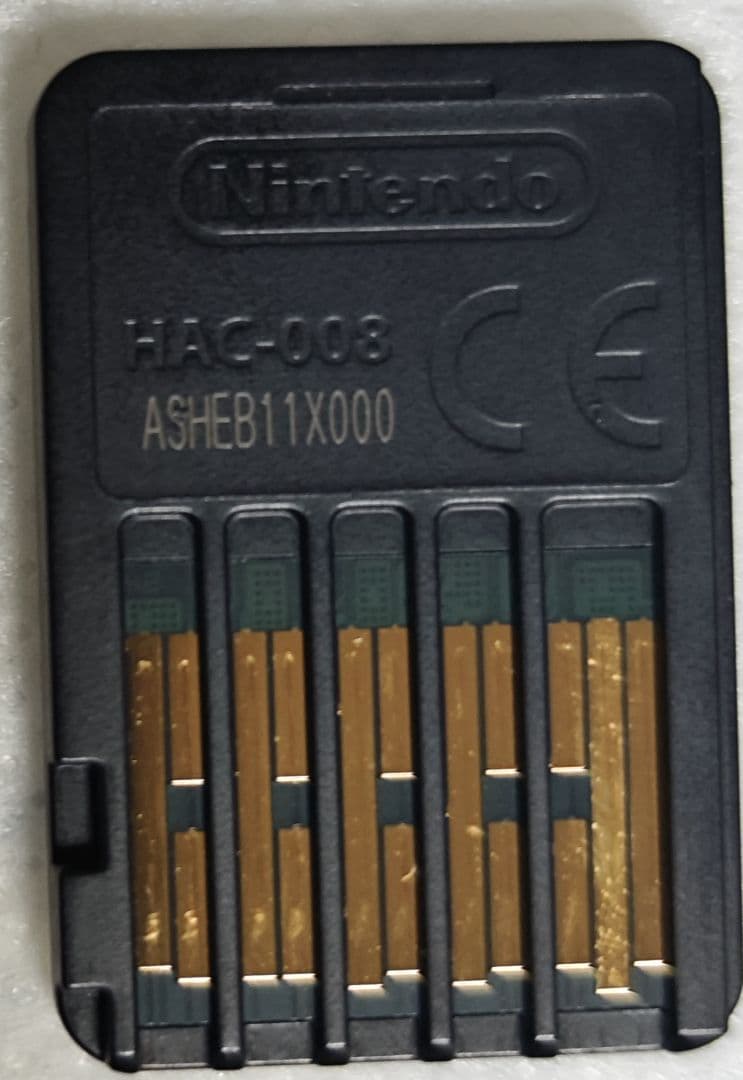 Nintendo
HAC-008
CE
ASHEB11X000